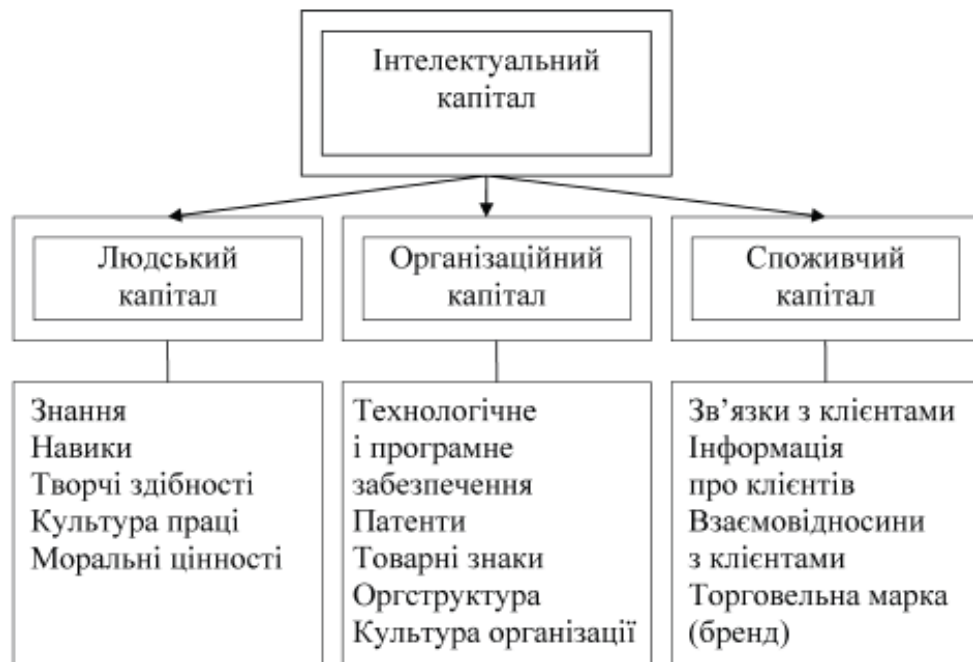 Інтелектуальний
капітал
Людський
капітал
Організаційний
капітал
Споживчий
капітал
Знання
Навики
Творчі здібності
Культура праці
Моральні цінності
Технологічне
і програмне
забезпечення
Патенти
Товарні знаки
Оргструктура
Культура організації
Зв’язки з клієнтами
Інформація
про клієнтів
Взаємовідносини
з клієнтами
Торговельна марка
(бренд)